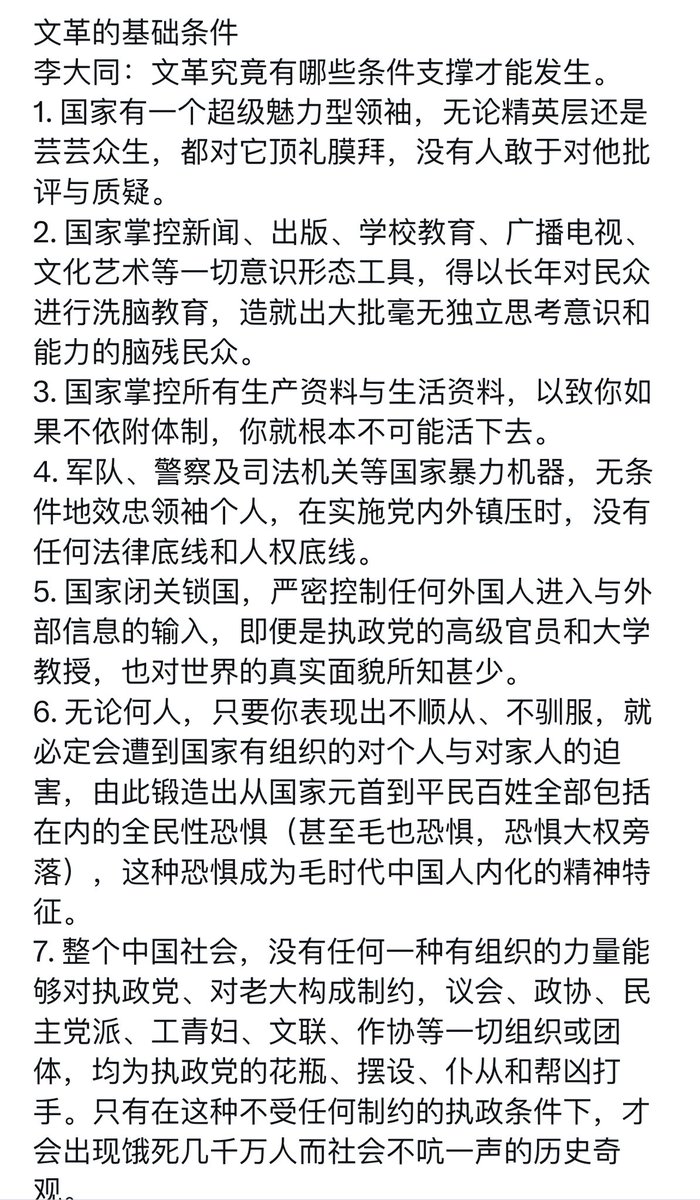 文革的基础条件
李大同：文革究竟有哪些条件支撑才能发生。
1. 国家有一个超级魅力型领袖，无论精英层还是
芸芸众生，都对它顶礼膜拜，没有人敢于对他批
评与质疑。
2. 国家掌控新闻、出版、学校教育、广播电视、
文化艺术等一切意识形态工具，得以长年对民众
进行洗脑教育，造就出大批毫无独立思考意识和
能力的脑残民众。
3. 国家掌控所有生产资料与生活资料，以致你如
果不依附体制，你就根本不可能活下去。
4. 军队、警察及司法机关等国家暴力机器，无条
件地效忠领袖个人，在实施党内外镇压时，没有
任何法律底线和人权底线。
5. 国家闭关锁国，严密控制任何外国人进入与外
部信息的输入，即便是执政党的高级官员和大学
教授，也对世界的真实面貌所知甚少。
6. 无论何人，只要你表现出不顺从、不驯服，就
必定会遭到国家有组织的对个人与对家人的迫
害，由此锻造出从国家元首到平民百姓全部包括
在内的全民性恐惧（甚至毛也恐惧，恐惧大权旁
落），这种恐惧成为毛时代中国人内化的精神特
征。
7. 整个中国社会，没有任何一种有组织的力量能
够对执政党、对老大构成制约，议会、政协、民
主党派、工青妇、文联、作协等一切组织或团
体，均为执政党的花瓶、摆设、仆从和帮凶打
手。只有在这种不受任何制约的执政条件下，才
会出现饿死几千万人而社会不吭一声的历史奇
观。